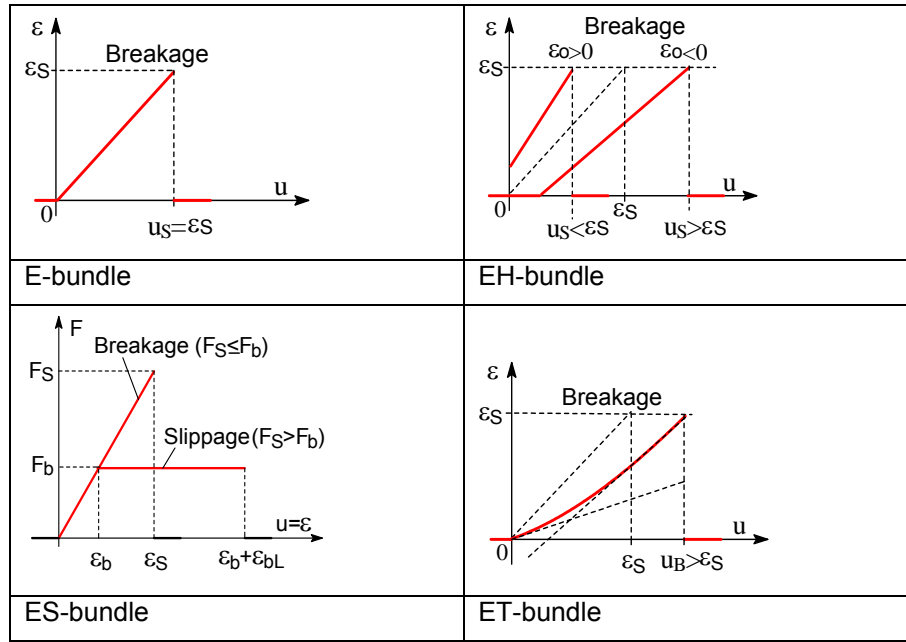 ε
Breakage
εS
u
0
uS=εS
E-bundle
ε
Breakage
εo>0
εo<0
εS
u
0
εS
uS<εS
uS>εS
EH-bundle
F
Breakage (FS≤Fb)
FS
Slippage(FS>Fb)
Fb
u=ε
εb
εS
εb+εbL
ES-bundle
ε
Breakage
εS
u
0
εS
uB>εS
ET-bundle